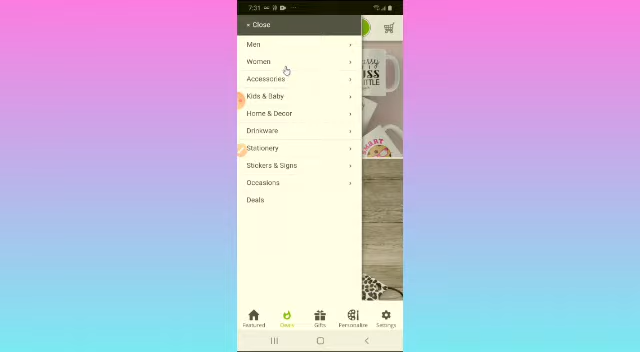 7:31
× Close
Men
Women
Accessories
Kids & Baby
Home & Decor
Drinkware
Stationery
Stickers & Signs
Occasions
Deals
Featured Deals Gifts Personalize Settings